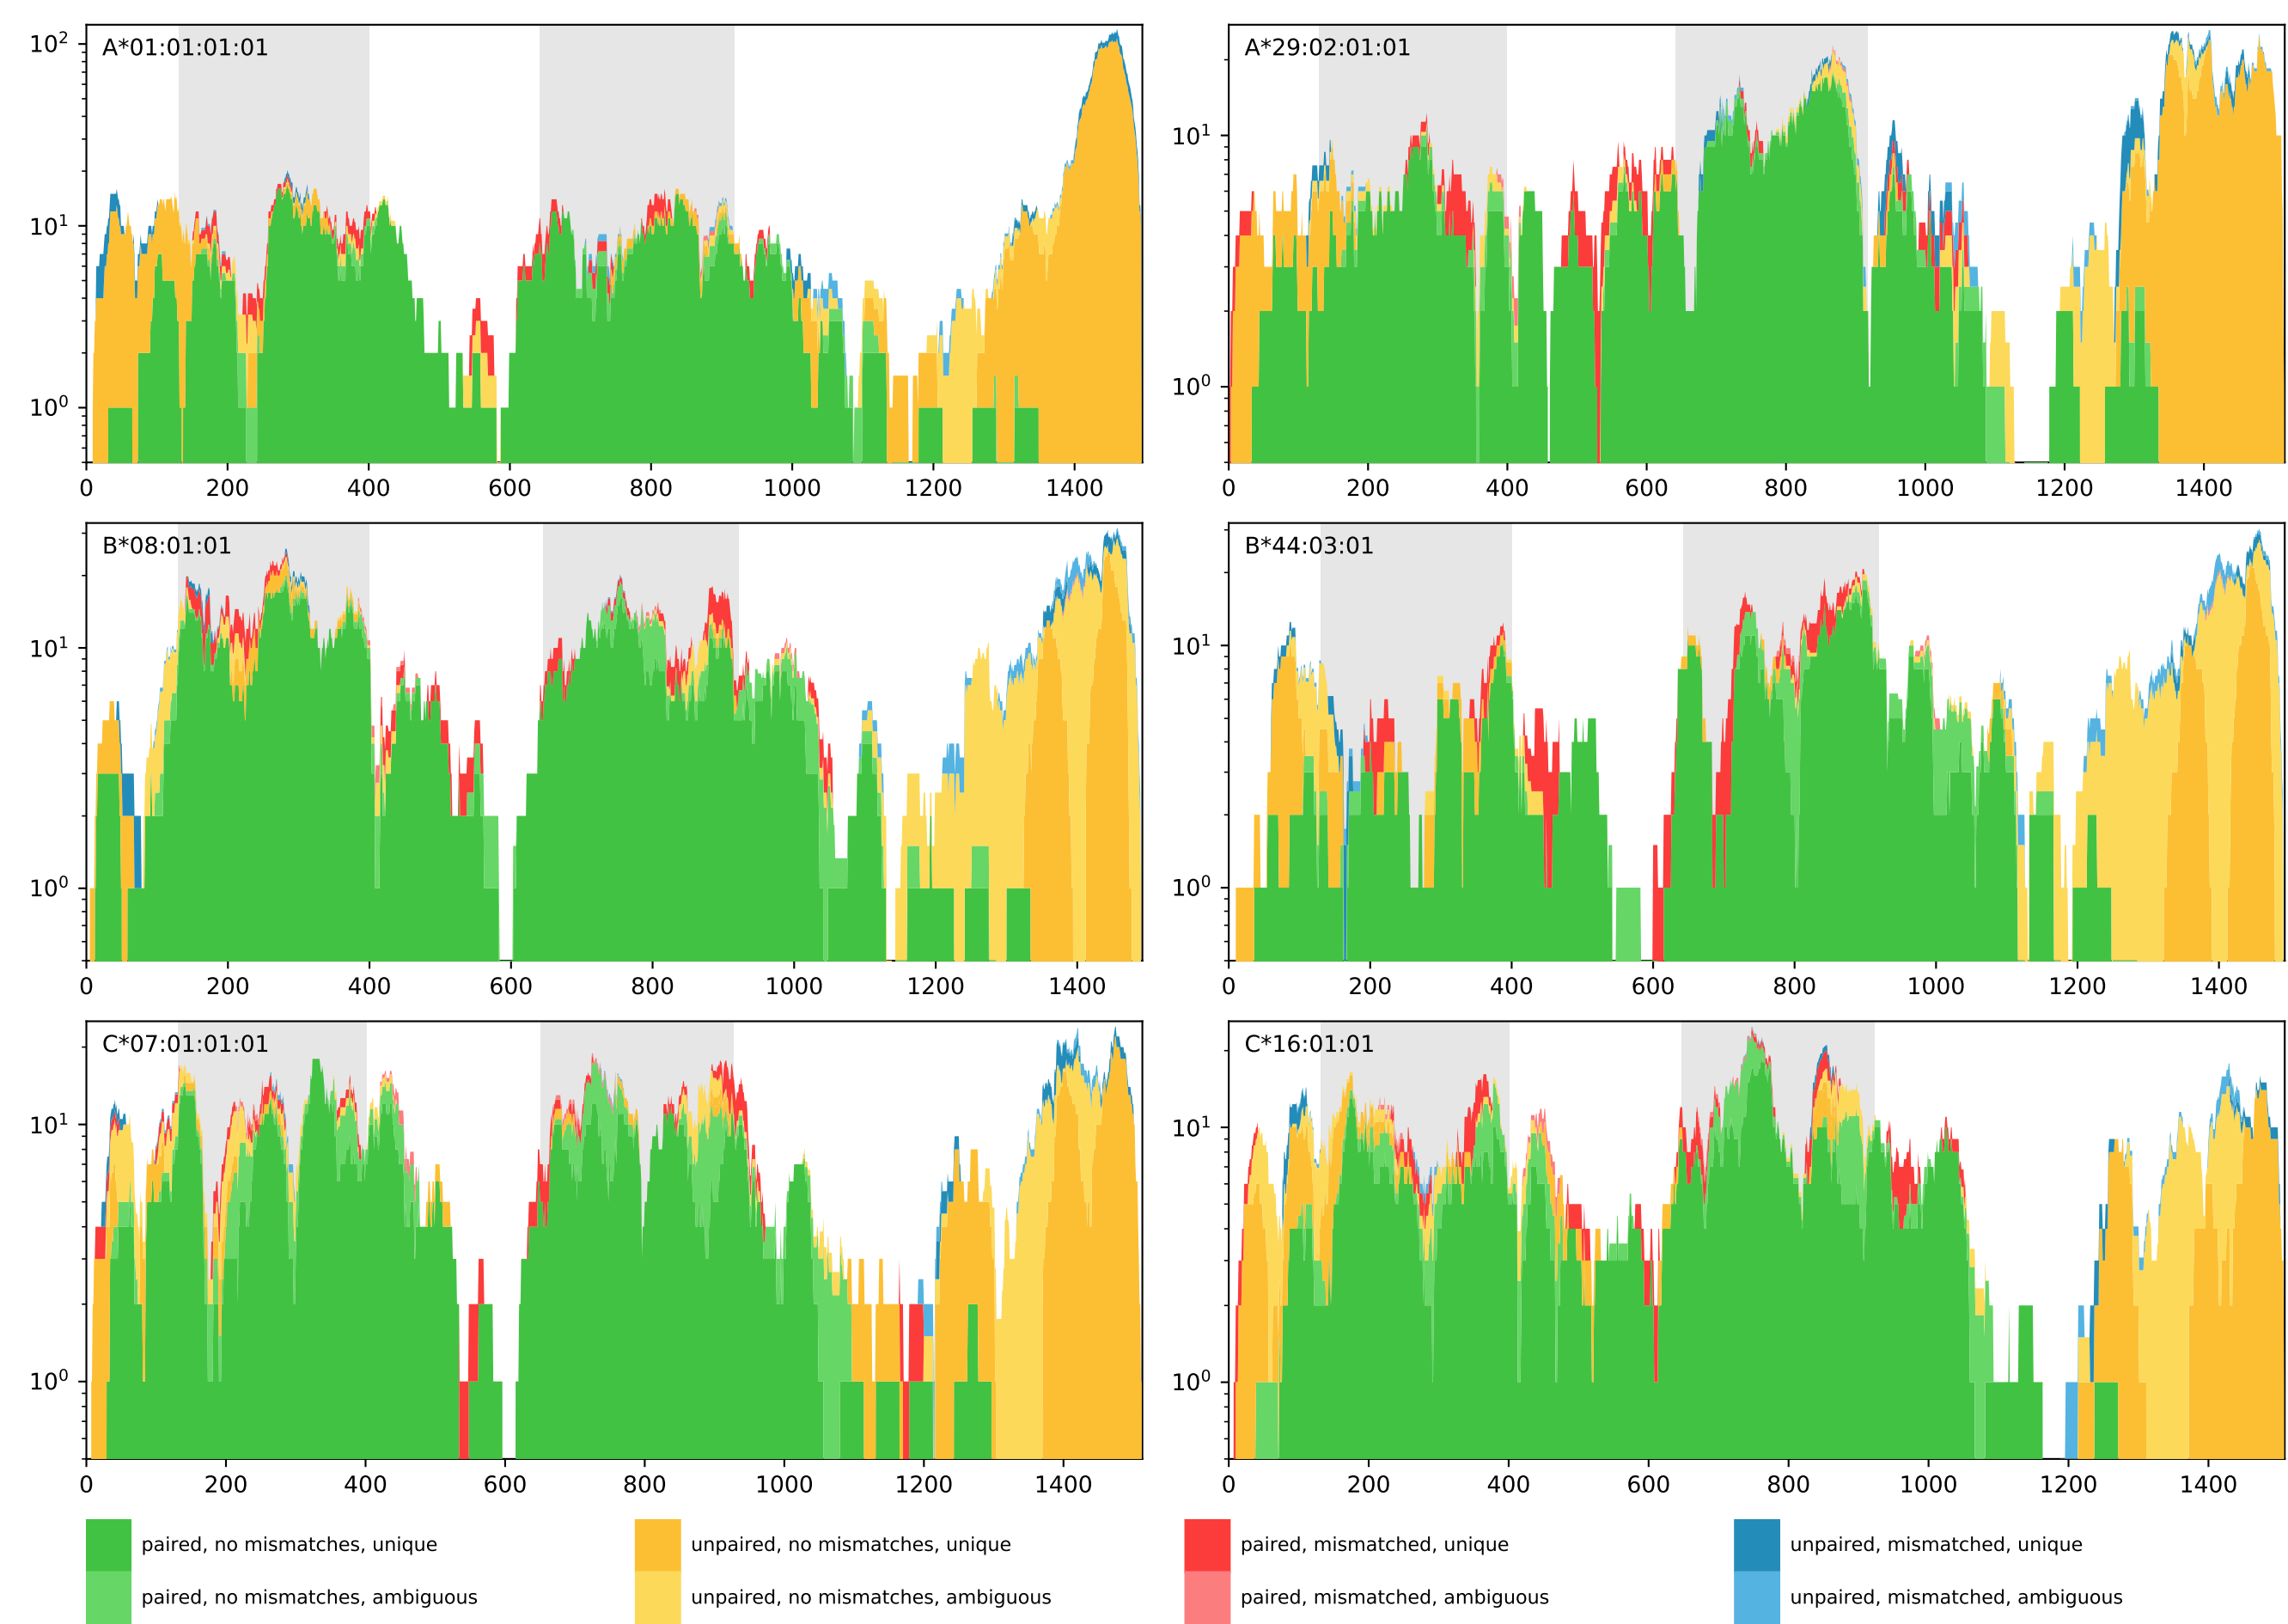 A*01:01:01:01
10²
10¹
10⁰
0 200 400 600 800 1000 1200 1400
A*29:02:01:01
10¹
10⁰
0 200 400 600 800 1000 1200 1400
B*08:01:01
10¹
10⁰
0 200 400 600 800 1000 1200 1400
B*44:03:01
10¹
10⁰
0 200 400 600 800 1000 1200 1400
C*07:01:01:01
10¹
10⁰
0 200 400 600 800 1000 1200 1400
C*16:01:01
10¹
10⁰
0 200 400 600 800 1000 1200 1400
paired, no mismatches, unique
unpaired, no mismatches, unique
paired, mismatched, unique
unpaired, mismatched, unique
paired, no mismatches, ambiguous
unpaired, no mismatches, ambiguous
paired, mismatched, ambiguous
unpaired, mismatched, ambiguous